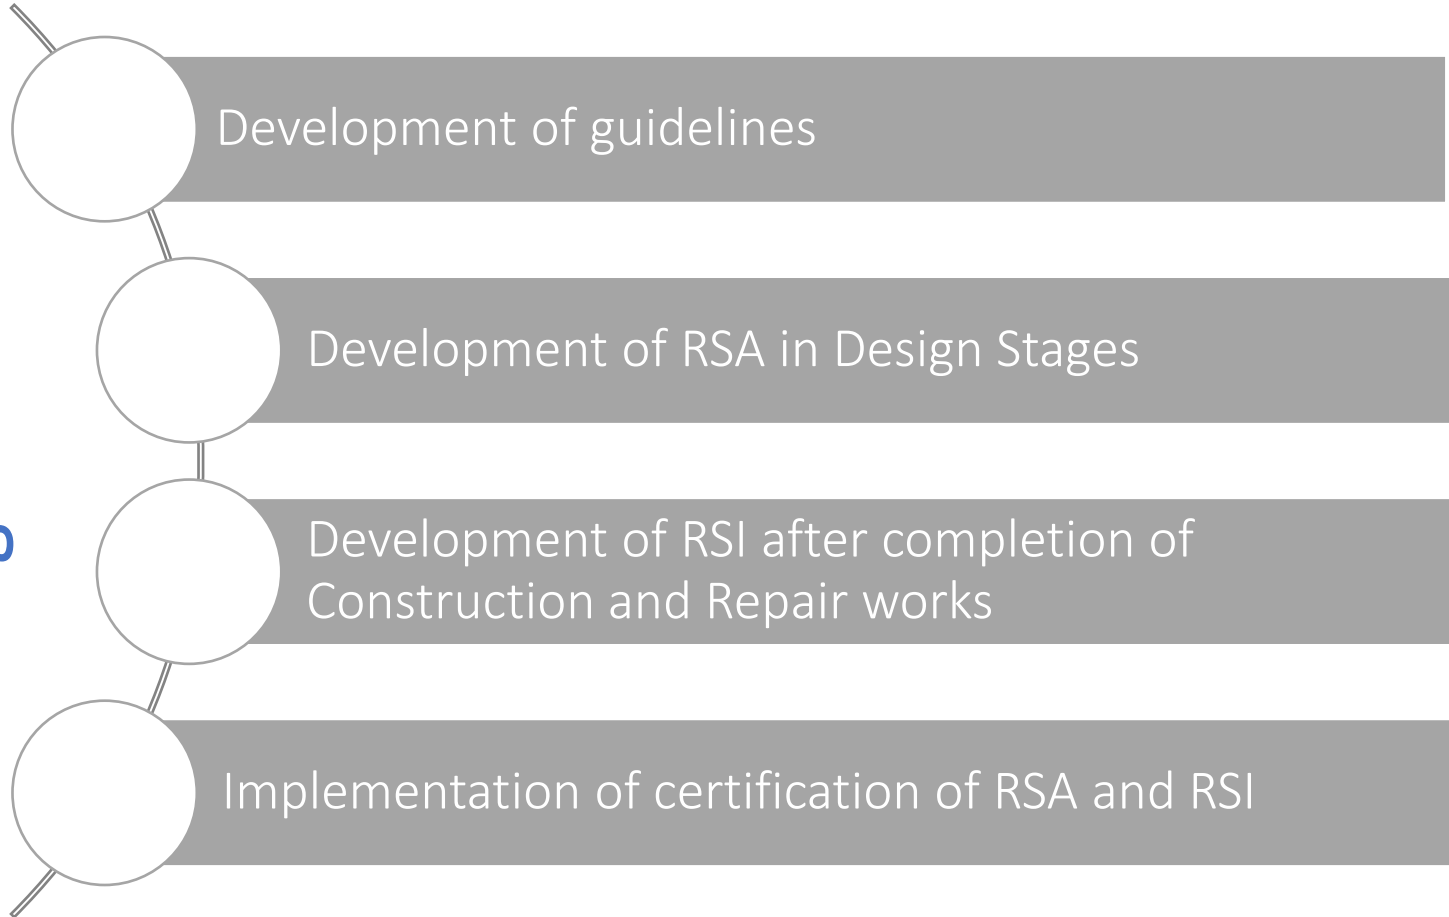 Development of guidelines
Development of RSA in Design Stages
Development of RSI after completion of
Construction and Repair works
Implementation of certification of RSA and RSI